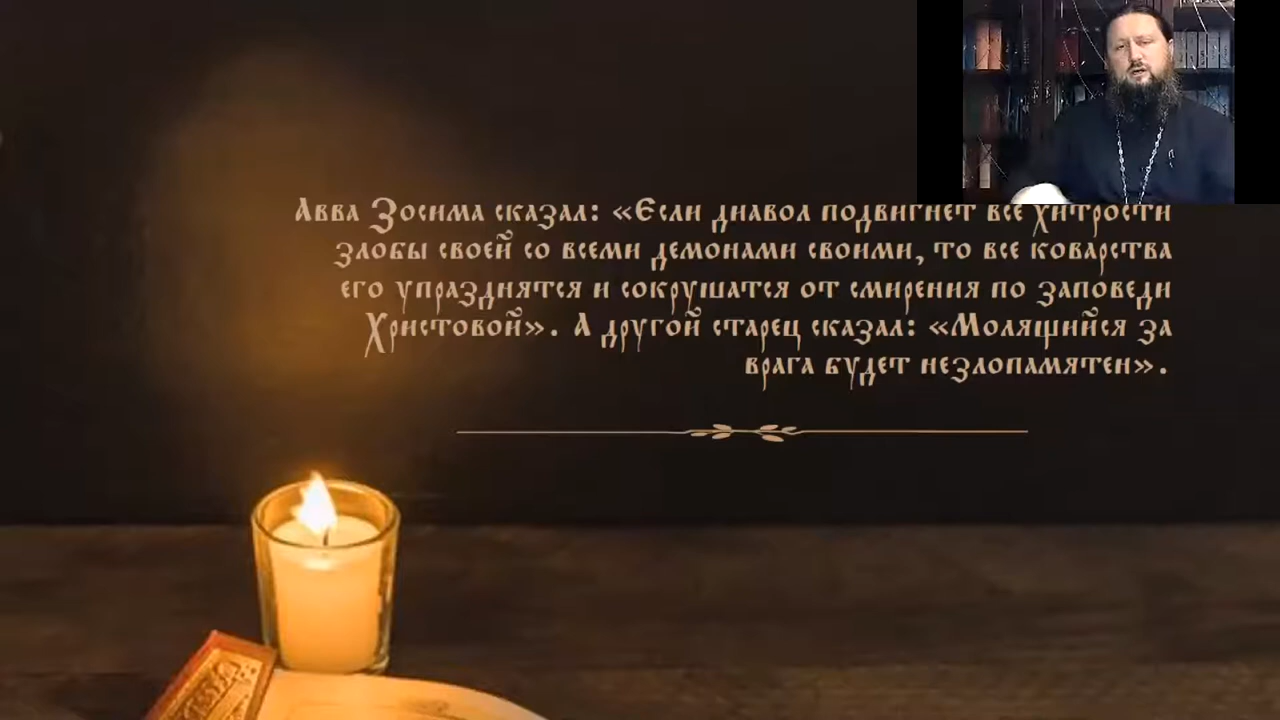 Авва Зосима сказал: «Если диавол подвигнет все хитрости
злобы своей со всеми демонами своими, то все коварства
его упразднятся и сокрушатся от смирения по заповеди
Христовой». А другой старец сказал: «Молящийся за
врага будет незлопамятен».